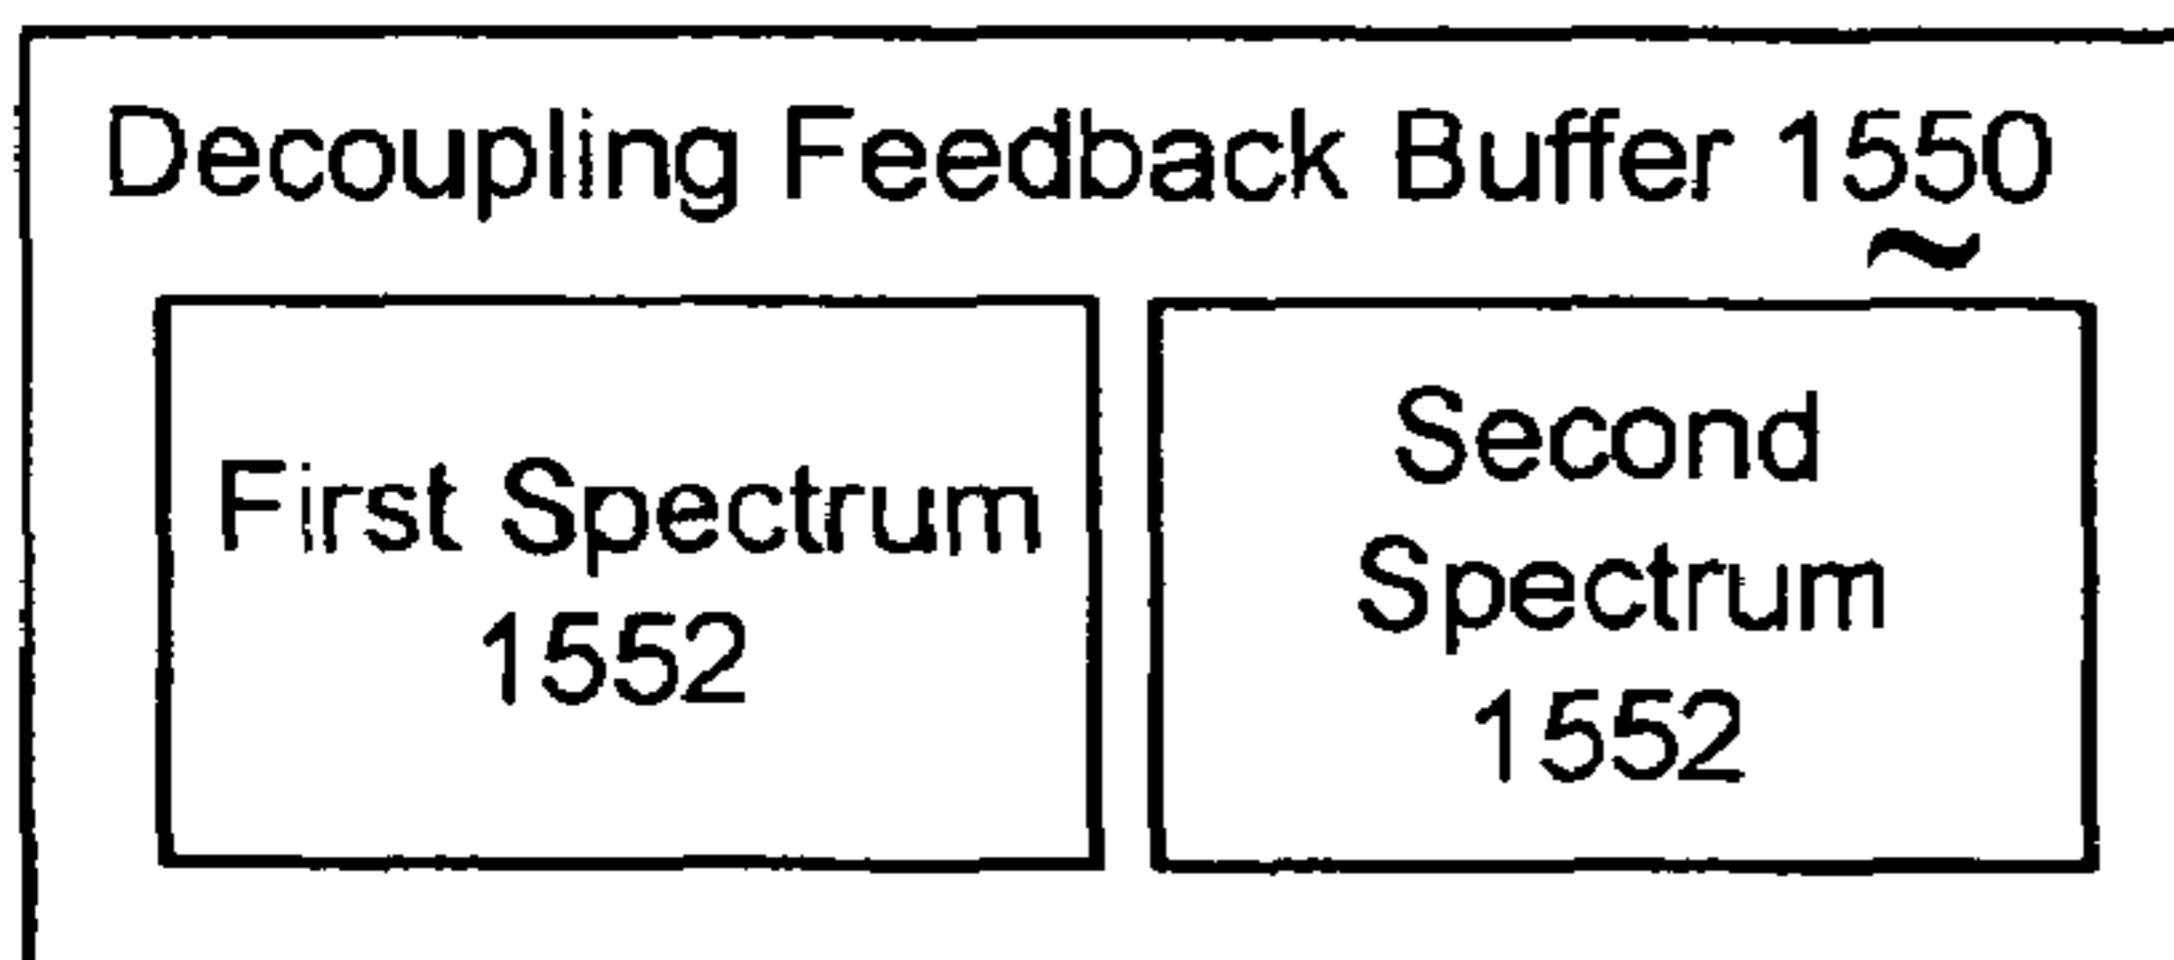 Decoupling Feedback Buffer 1550
First Spectrum
1552
Second
Spectrum
1552